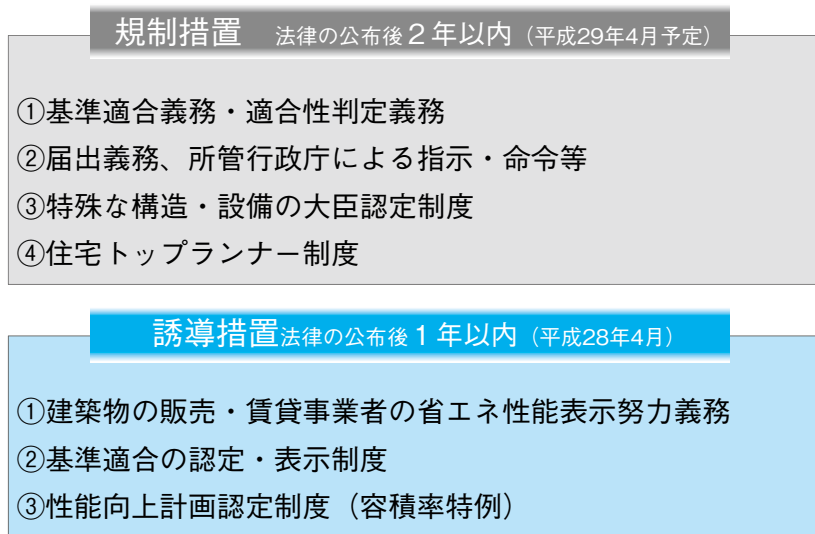 規制措置 法律の公布後２年以内（平成29年4月予定）
①基準適合義務・適合性判定義務
②届出義務、所管行政庁による指示・命令等
③特殊な構造・設備の大臣認定制度
④住宅トップランナー制度
誘導措置法律の公布後１年以内（平成28年4月）
①建築物の販売・賃貸事業者の省エネ性能表示努力義務
②基準適合の認定・表示制度
③性能向上計画認定制度（容積率特例）